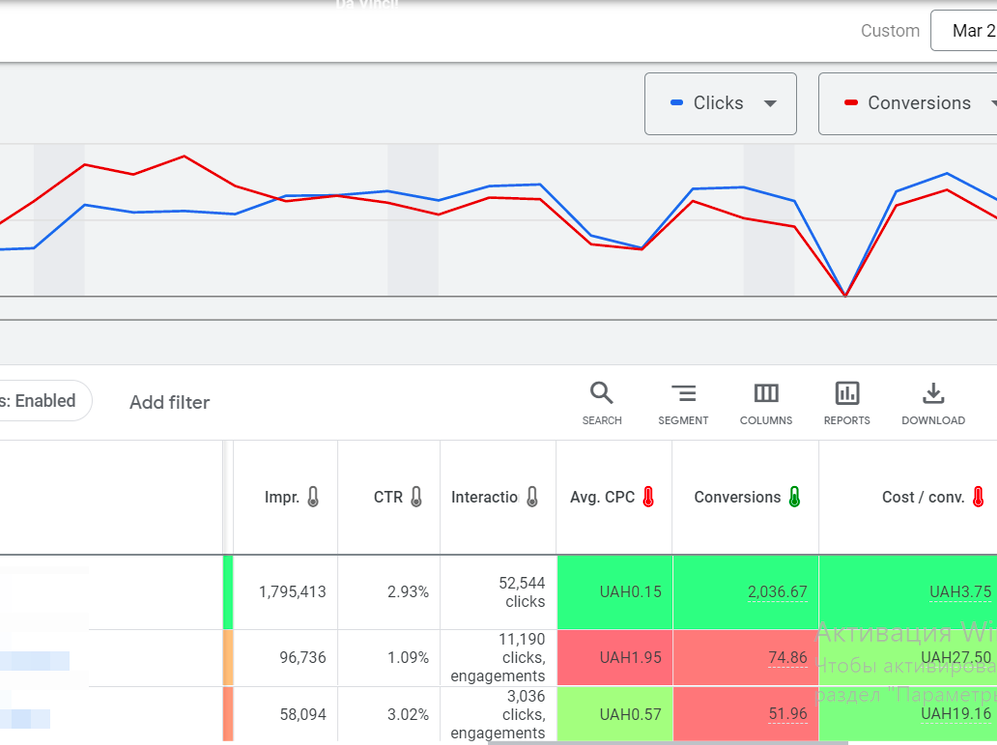 Da Vinci
Custom
Mar 2
Clicks
Conversions
s: Enabled
Add filter
SEARCH
SEGMENT
COLUMNS
REPORTS
DOWNLOAD
Impr.
CTR
Interactio
Avg. CPC
Conversions
Cost / conv.
1,795,413
2.93%
52,544
clicks
UAH0.15
2,036.67
UAH3.75
96,736
1.09%
11,190
clicks,
engagements
UAH1.95
74.86
UAH27.50
58,094
3.02%
3,036
clicks,
engagements
UAH0.57
51.96
UAH19.16
Активация Wi
Чтобы активирова
раздел "Параметр